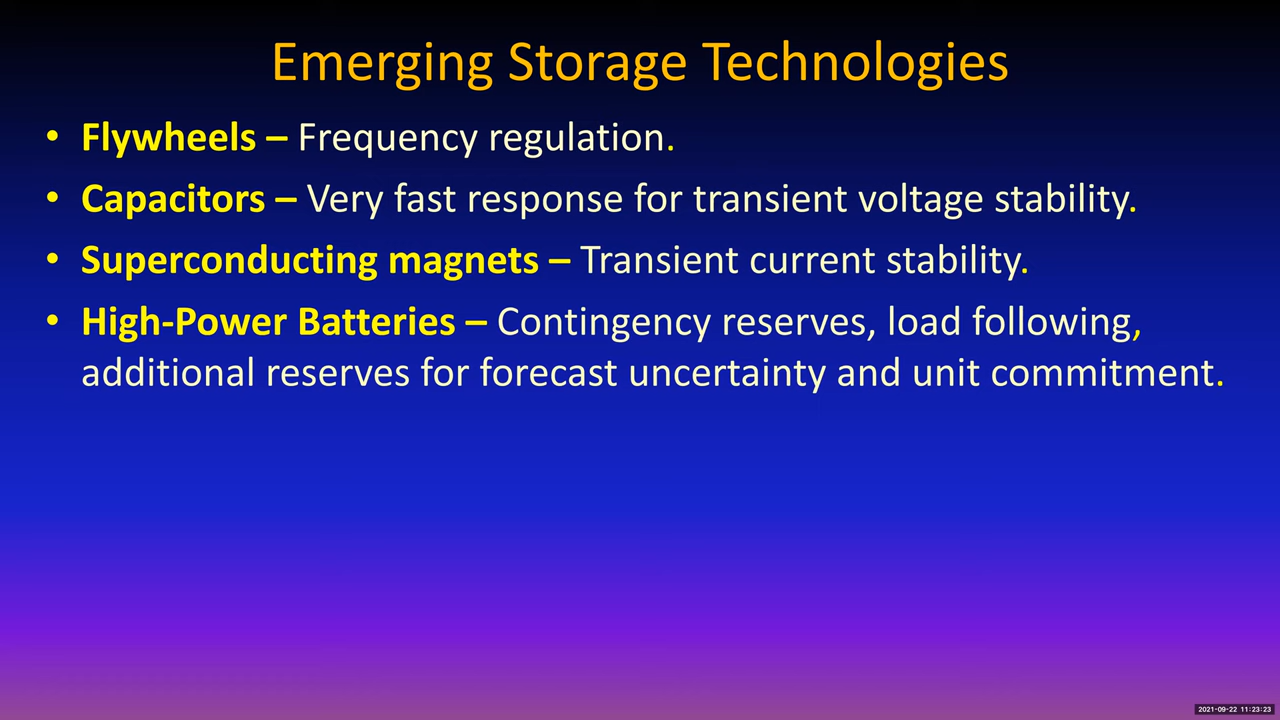 Emerging Storage Technologies
• Flywheels – Frequency regulation.
• Capacitors – Very fast response for transient voltage stability.
• Superconducting magnets – Transient current stability.
• High-Power Batteries – Contingency reserves, load following,
additional reserves for forecast uncertainty and unit commitment.
2021-09-22 11:23:23